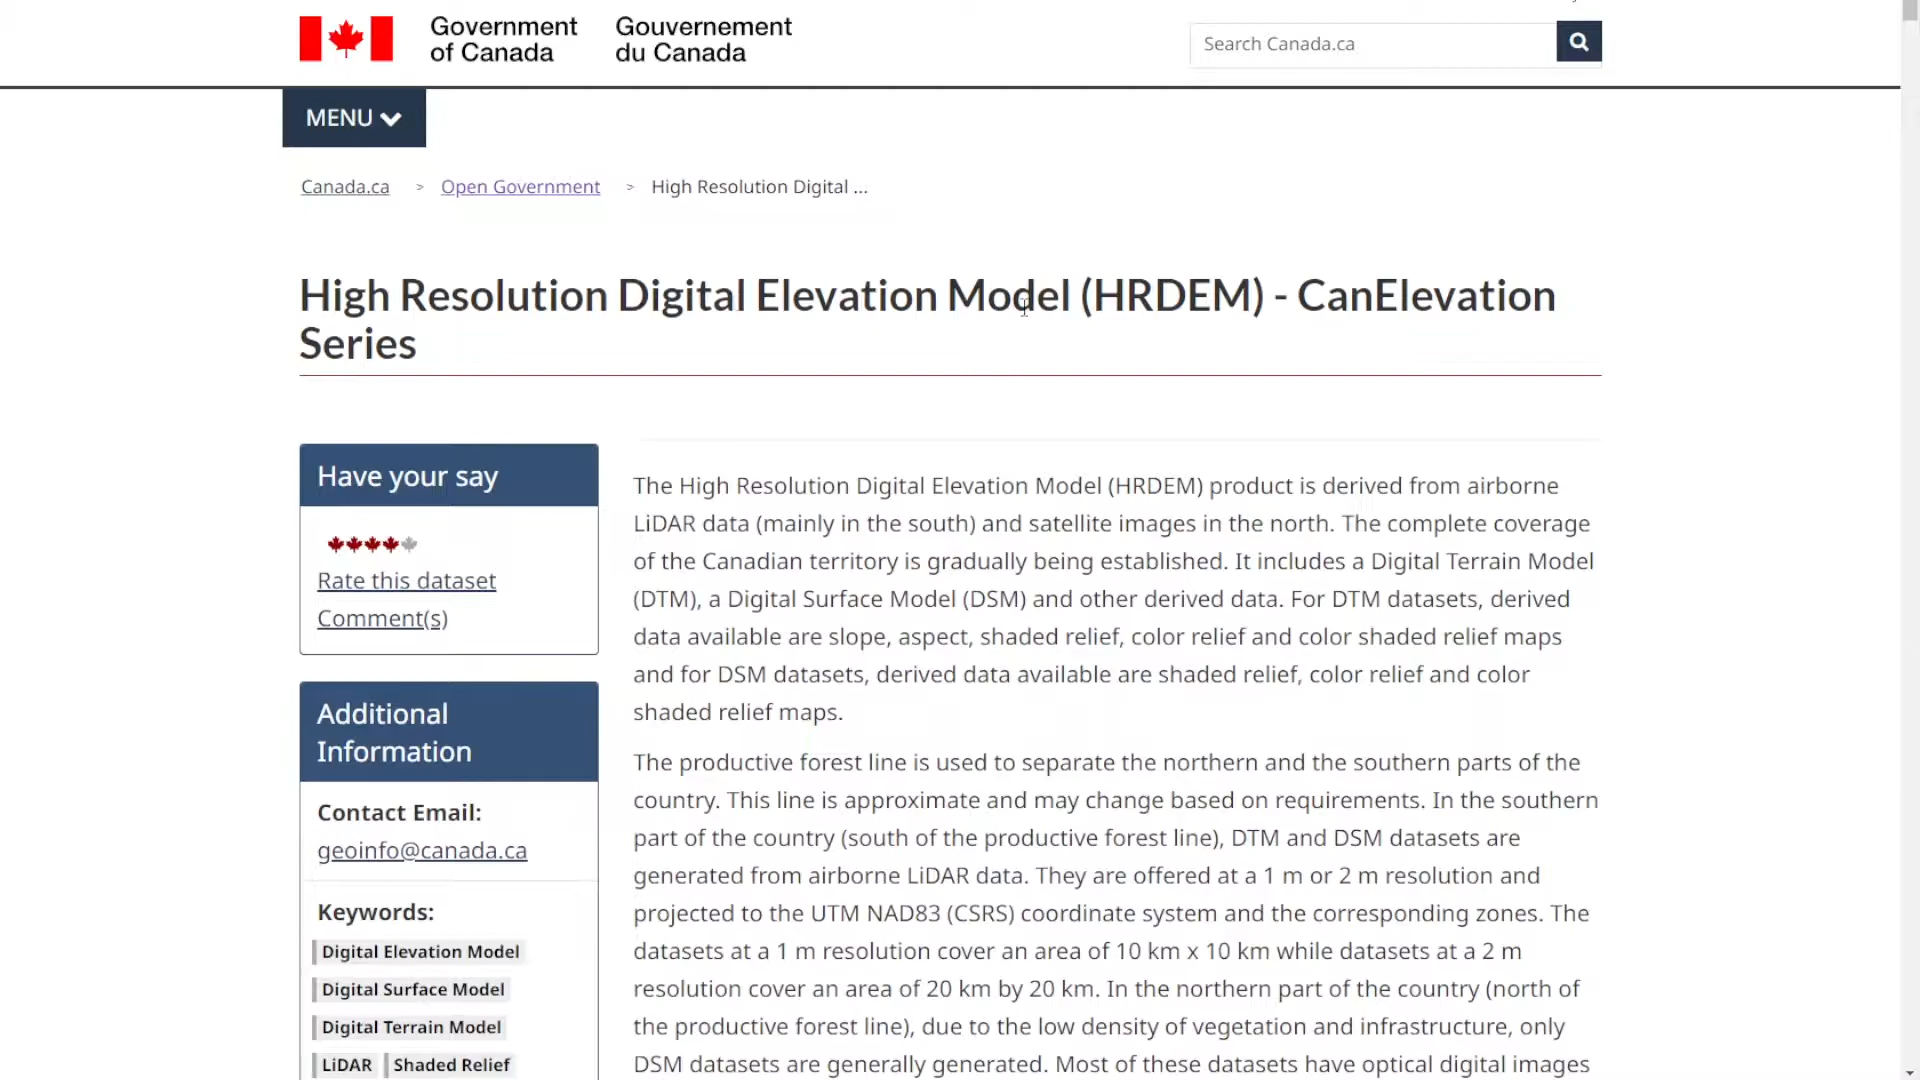 Government
of Canada
Gouvernement
du Canada
Search Canada.ca
MENU
Canada.ca > Open Government > High Resolution Digital ...
High Resolution Digital Elevation Model (HRDEM) - CanElevation
Series
Have your say
Rate this dataset
Comment(s)
Additional
Information
Contact Email:
geoinfo@canada.ca
Keywords:
Digital Elevation Model
Digital Surface Model
Digital Terrain Model
LiDAR Shaded Relief
The High Resolution Digital Elevation Model (HRDEM) product is derived from airborne
LiDAR data (mainly in the south) and satellite images in the north. The complete coverage
of the Canadian territory is gradually being established. It includes a Digital Terrain Model
(DTM), a Digital Surface Model (DSM) and other derived data. For DTM datasets, derived
data available are slope, aspect, shaded relief, color relief and color shaded relief maps
and for DSM datasets, derived data available are shaded relief, color relief and color
shaded relief maps.
The productive forest line is used to separate the northern and the southern parts of the
country. This line is approximate and may change based on requirements. In the southern
part of the country (south of the productive forest line), DTM and DSM datasets are
generated from airborne LiDAR data. They are offered at a 1 m or 2 m resolution and
projected to the UTM NAD83 (CSRS) coordinate system and the corresponding zones. The
datasets at a 1 m resolution cover an area of 10 km x 10 km while datasets at a 2 m
resolution cover an area of 20 km by 20 km. In the northern part of the country (north of
the productive forest line), due to the low density of vegetation and infrastructure, only
DSM datasets are generally generated. Most of these datasets have optical digital images